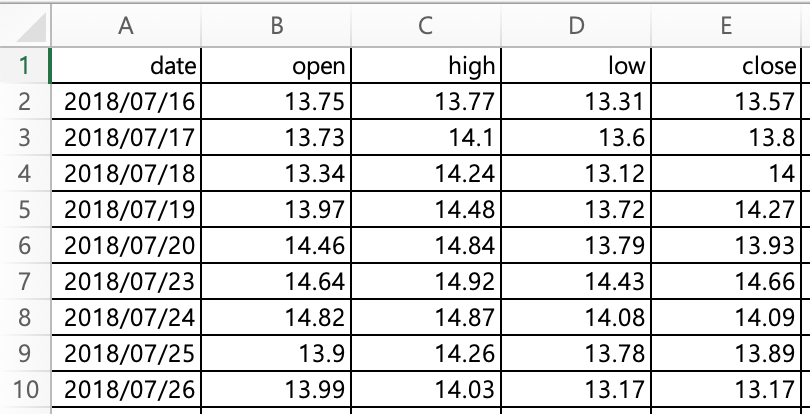 A B C D E
1 date open high low close
2 2018/07/16 13.75 13.77 13.31 13.57
3 2018/07/17 13.73 14.1 13.6 13.8
4 2018/07/18 13.34 14.24 13.12 14
5 2018/07/19 13.97 14.48 13.72 14.27
6 2018/07/20 14.46 14.84 13.79 13.93
7 2018/07/23 14.64 14.92 14.43 14.66
8 2018/07/24 14.82 14.87 14.08 14.09
9 2018/07/25 13.9 14.26 13.78 13.89
10 2018/07/26 13.99 14.03 13.17 13.17